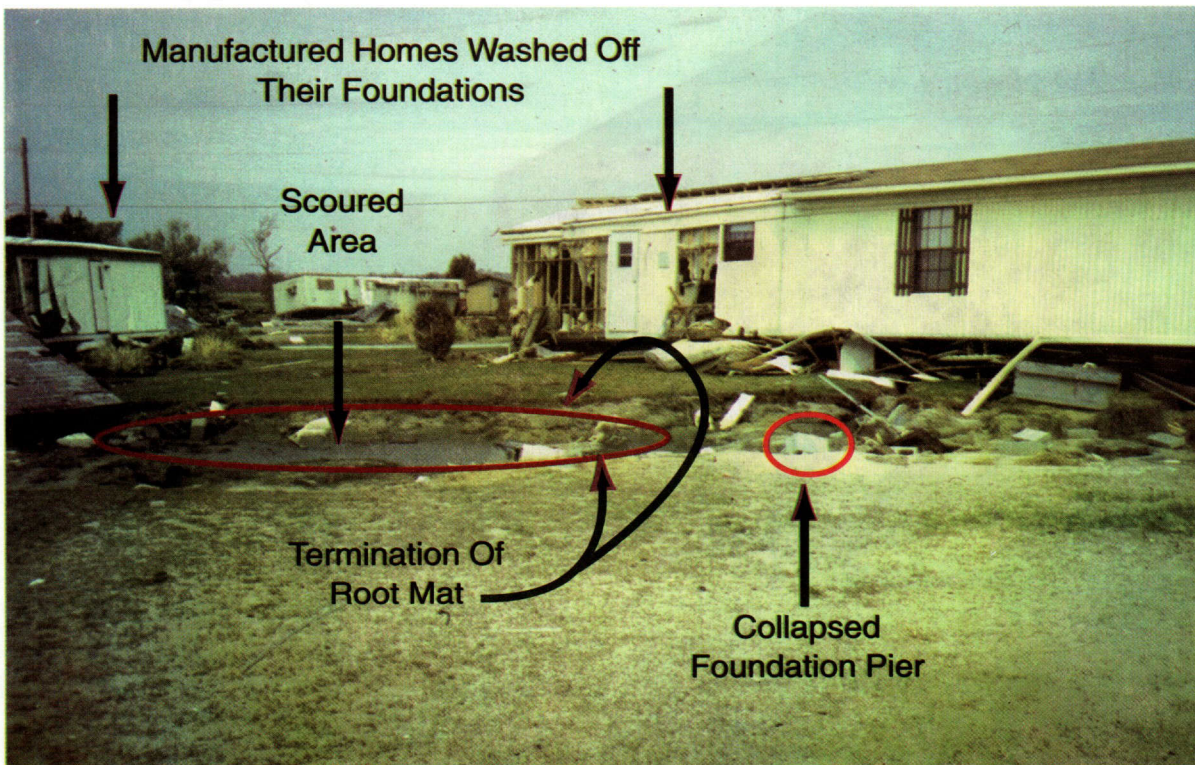 Manufactured Homes Washed Off
Their Foundations
Scoured
Area
Termination Of
Root Mat
Collapsed
Foundation Pier